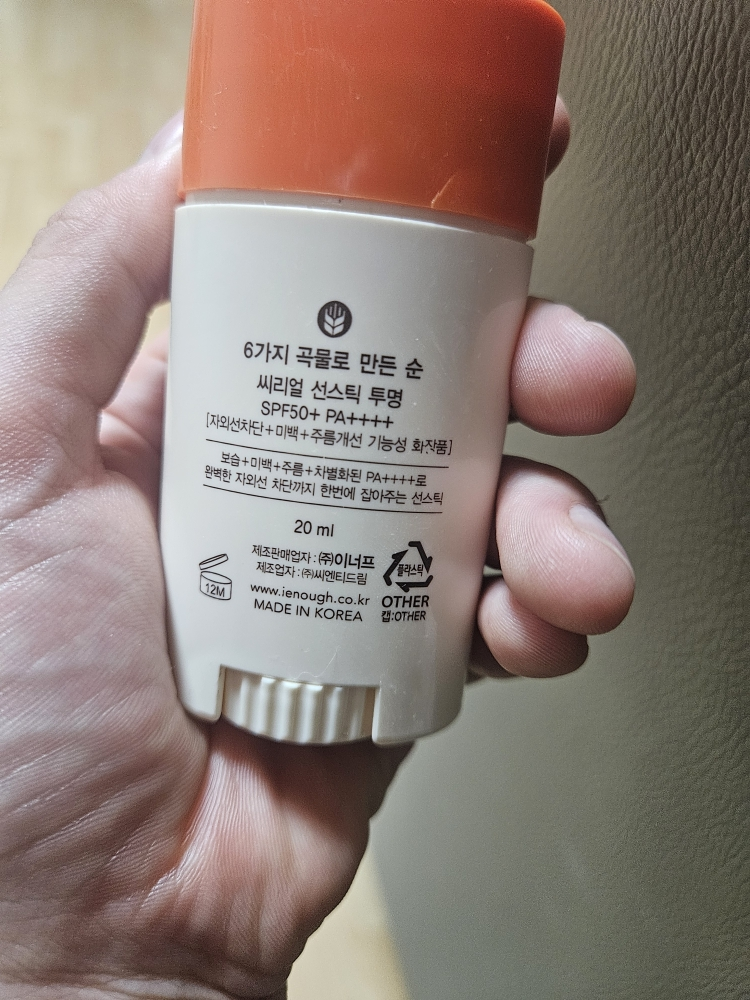 6가지 곡물로 만든 순
씨리얼 선스틱 투명
SPF50+ PA++++
[자외선차단+미백+주름개선 기능성 화장품]
보습+미백+주름+차별화된 PA++++로
완벽한 자외선 차단까지 한번에 잡아주는 선스틱
20 ml
제조판매업자 : ㈜이너프
제조업자 : ㈜씨엔티드림
www.ienough.co.kr
MADE IN KOREA
12M
플라스틱
OTHER
캡:OTHER